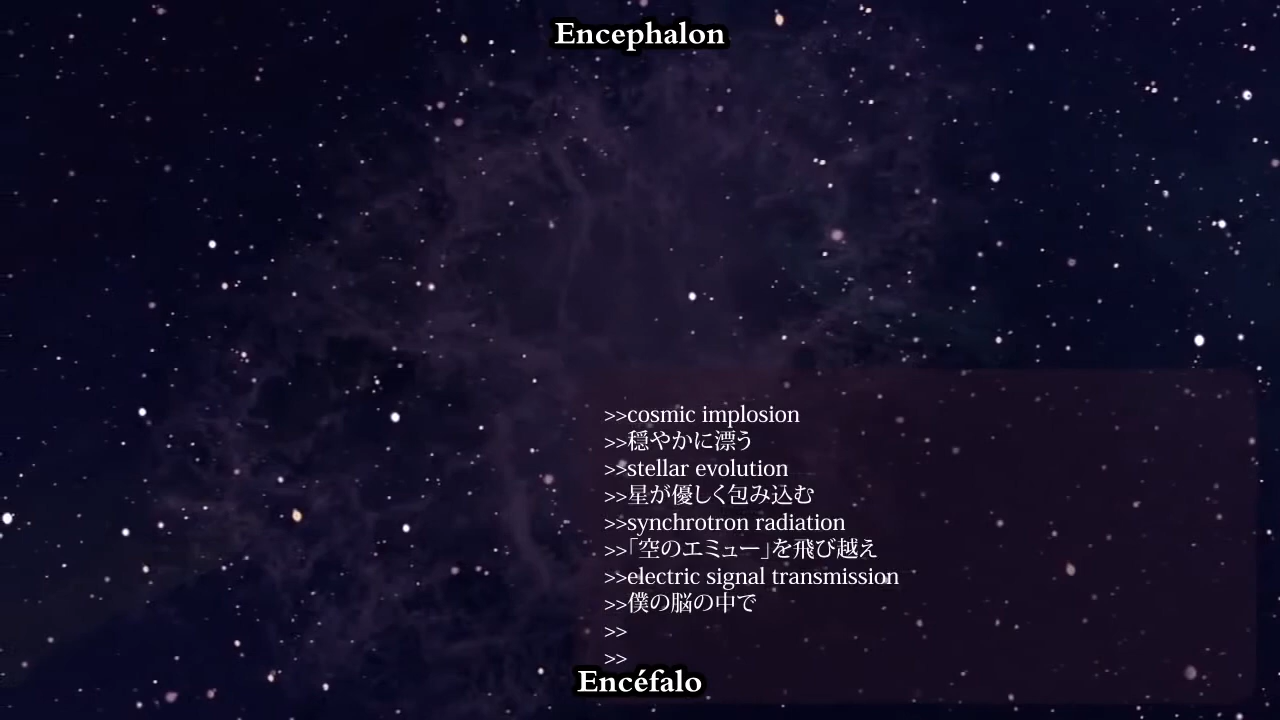 Encephalon
>>cosmic implosion
>>穏やかに漂う
>>stellar evolution
>>星が優しく包み込む
>>synchrotron radiation
>>「空のエミュー」を飛び越え
>>electric signal transmission
>>僕の脳の中で
>>
>>
Encéfalo